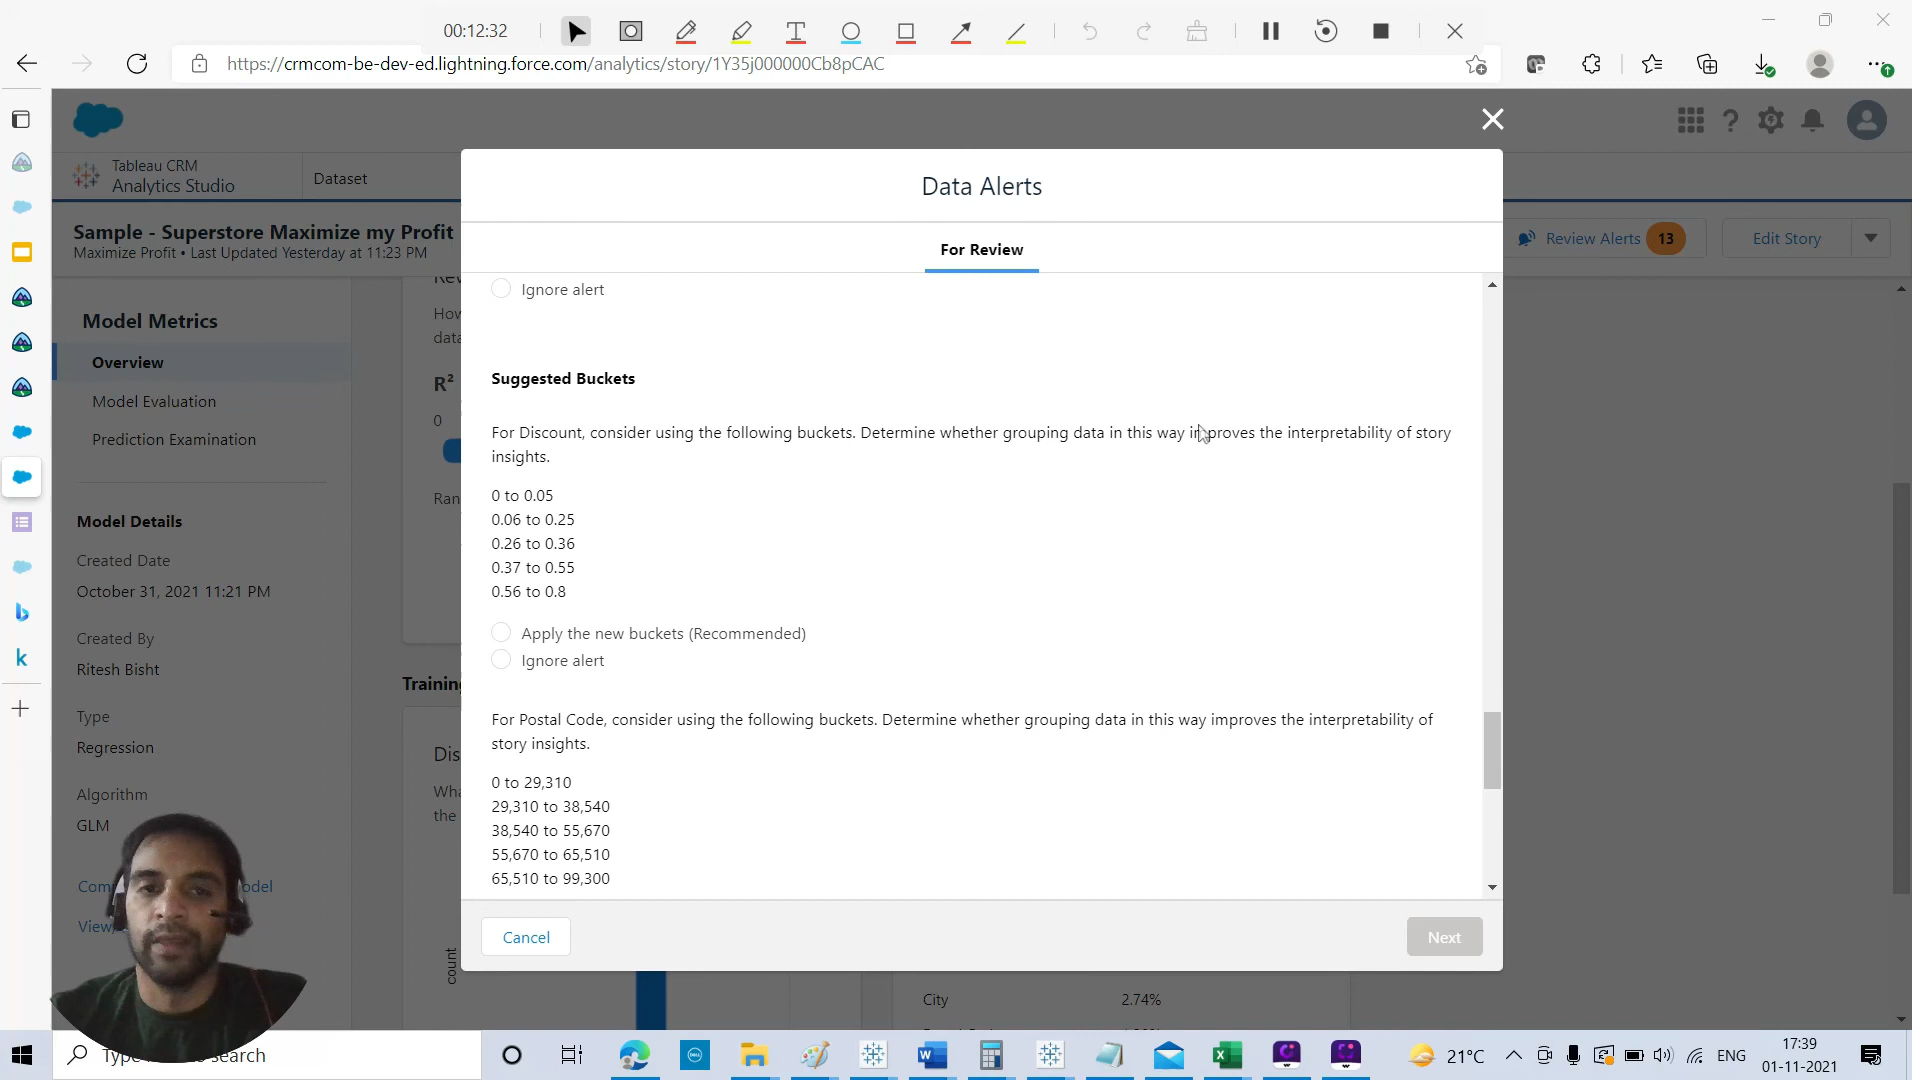 00:12:32
https://crmcom-be-dev-ed.lightning.force.com/analytics/story/1Y35j000000Cb8pCAC
Tableau CRM
Analytics Studio
Dataset
Sample - Superstore Maximize my Profit
Maximize Profit • Last Updated Yesterday at 11:23 PM
Review Alerts 13
Edit Story
Model Metrics
Overview
Model Evaluation
Prediction Examination
Model Details
Created Date
October 31, 2021 11:21 PM
Created By
Ritesh Bisht
Type
Regression
Algorithm
GLM
How
data
R²
0
Ran
Training
Dis
the
count
Data Alerts
For Review
Ignore alert
Suggested Buckets
For Discount, consider using the following buckets. Determine whether grouping data in this way improves the interpretability of story
insights.
0 to 0.05
0.06 to 0.25
0.26 to 0.36
0.37 to 0.55
0.56 to 0.8
Apply the new buckets (Recommended)
Ignore alert
For Postal Code, consider using the following buckets. Determine whether grouping data in this way improves the interpretability of
story insights.
0 to 29,310
29,310 to 38,540
38,540 to 55,670
55,670 to 65,510
65,510 to 99,300
Cancel
Next
City 2.74%
search
21°C
ENG
17:39
01-11-2021